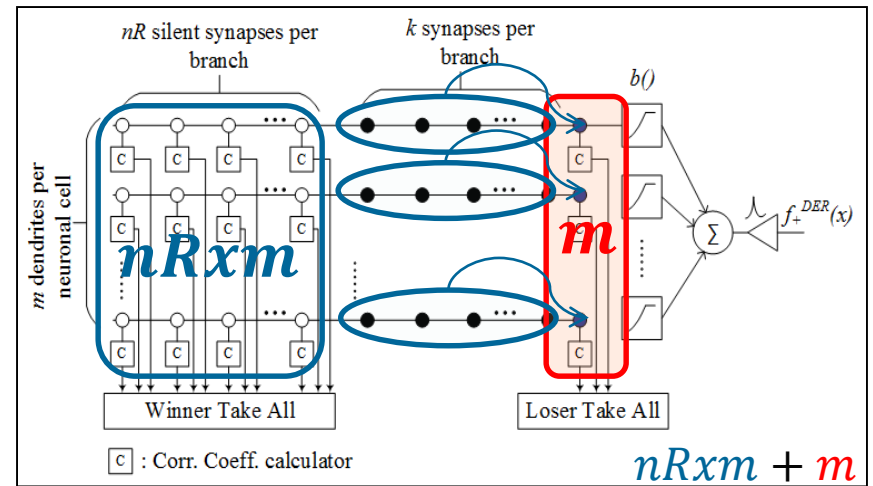 nR silent synapses per
branch
k synapses per
branch
b()
m dendrites per
neuronal cell
C C C C C
C C C C C
C C C C C
nRxm
m
Σ
f₊ᴰᴱᴿ(x)
Winner Take All
Loser Take All
C : Corr. Coeff. calculator
nRxm + m